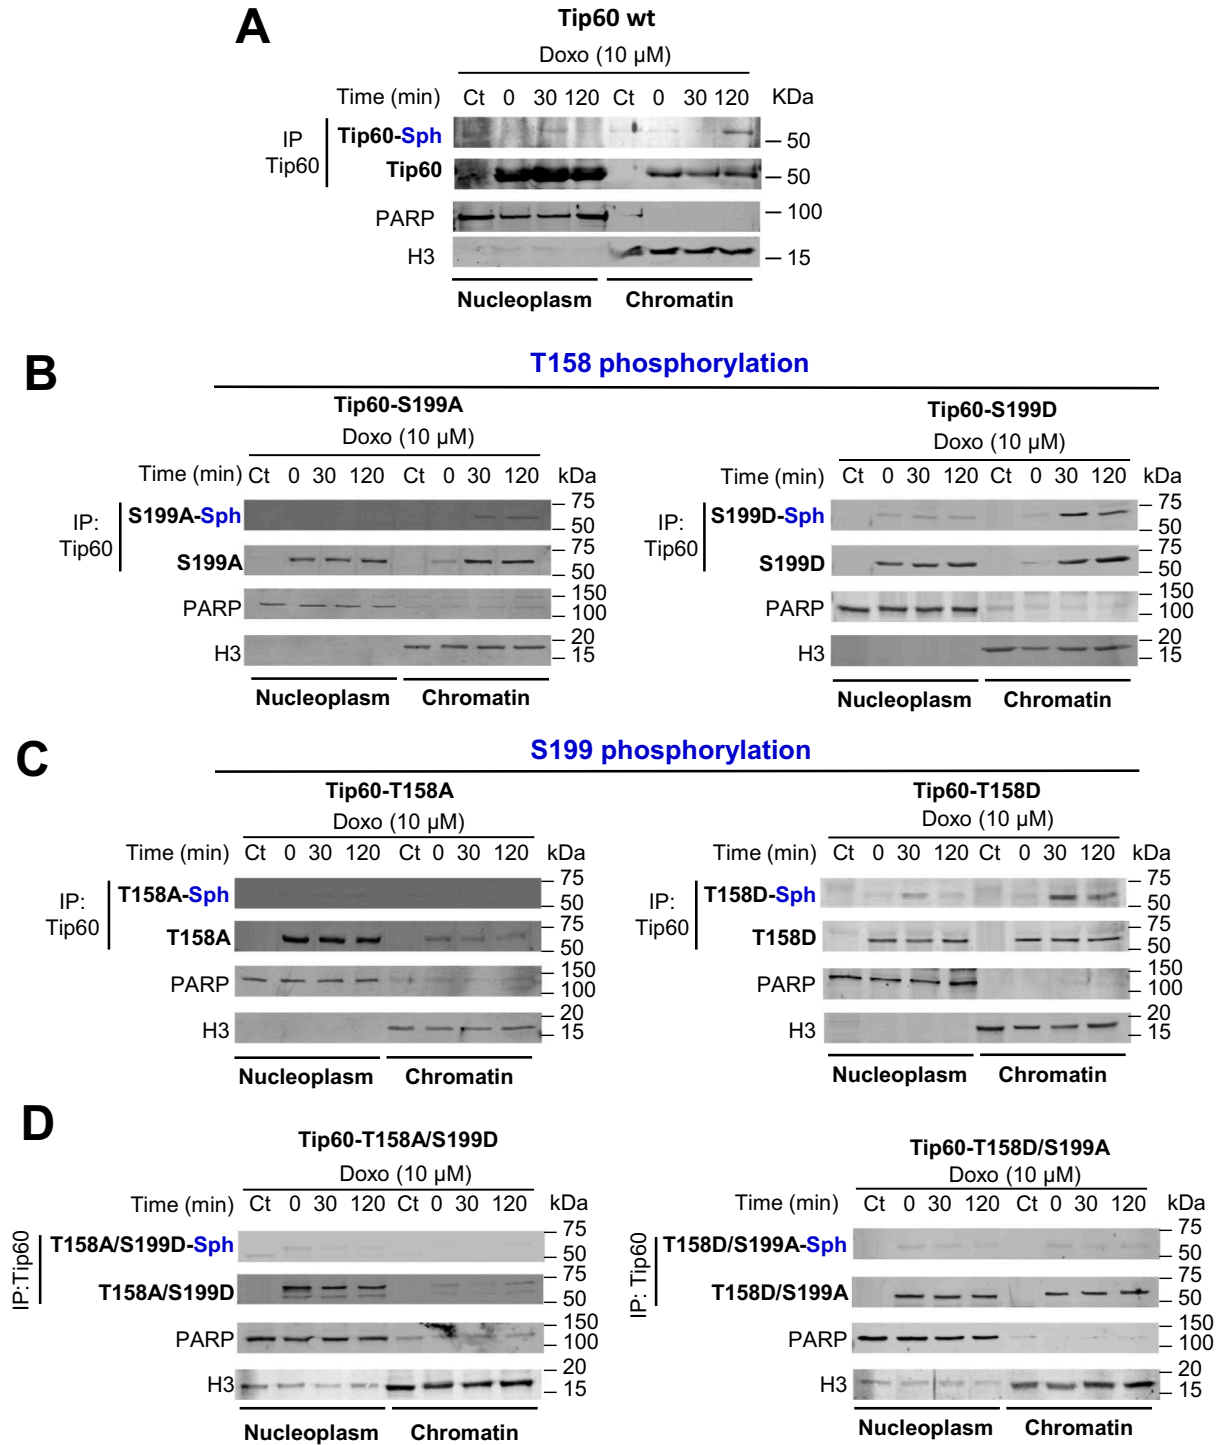 A
Tip60 wt
Doxo (10 µM)
Time (min) Ct 0 30 120 Ct 0 30 120 KDa
IP Tip60
Tip60-Sph
50
Tip60
50
PARP
100
H3
15
Nucleoplasm Chromatin
B
T158 phosphorylation
Tip60-S199A
Doxo (10 µM)
Time (min) Ct 0 30 120 Ct 0 30 120 kDa
IP: Tip60
S199A-Sph
75
50
S199A
75
50
PARP
150
100
H3
20
15
Nucleoplasm Chromatin
Tip60-S199D
Doxo (10 µM)
Time (min) Ct 0 30 120 Ct 0 30 120 kDa
IP: Tip60
S199D-Sph
75
50
S199D
75
50
PARP
150
100
H3
20
15
Nucleoplasm Chromatin
C
S199 phosphorylation
Tip60-T158A
Doxo (10 µM)
Time (min) Ct 0 30 120 Ct 0 30 120 kDa
IP: Tip60
T158A-Sph
75
50
T158A
75
50
PARP
150
100
H3
20
15
Nucleoplasm Chromatin
Tip60-T158D
Doxo (10 µM)
Time (min) Ct 0 30 120 Ct 0 30 120 kDa
IP: Tip60
T158D-Sph
75
50
T158D
75
50
PARP
150
100
H3
20
15
Nucleoplasm Chromatin
D
Tip60-T158A/S199D
Doxo (10 µM)
Time (min) Ct 0 30 120 Ct 0 30 120 kDa
IP:Tip60
T158A/S199D-Sph
75
50
T158A/S199D
75
50
PARP
150
100
H3
20
15
Nucleoplasm Chromatin
Tip60-T158D/S199A
Doxo (10 µM)
Time (min) Ct 0 30 120 Ct 0 30 120 kDa
IP: Tip60
T158D/S199A-Sph
75
50
T158D/S199A
75
50
PARP
150
100
H3
20
15
Nucleoplasm Chromatin